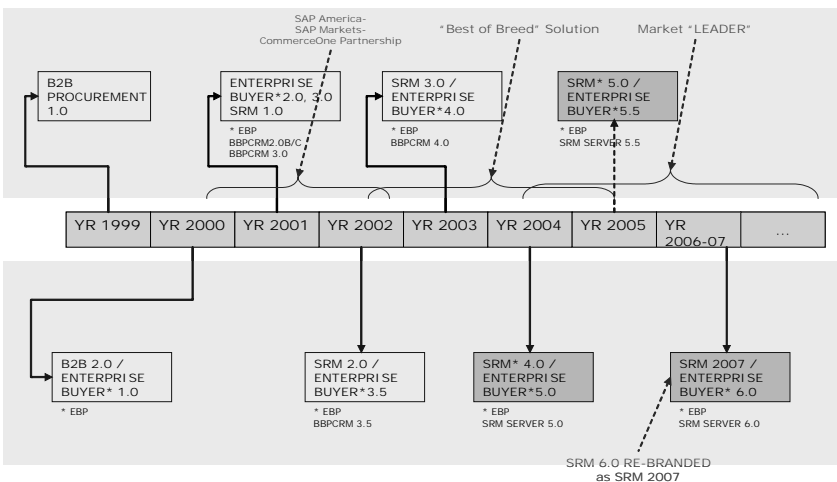 SAP America-
SAP Markets-
CommerceOne Partnership
"Best of Breed" Solution
Market "LEADER"
B2B
PROCUREMENT
1.0
ENTERPRISE
BUYER*2.0, 3.0
SRM 1.0
* EBP
BBPCRM2.0B/C
BBPCRM 3.0
SRM 3.0 /
ENTERPRISE
BUYER*4.0
* EBP
BBPCRM 4.0
SRM* 5.0 /
ENTERPRISE
BUYER*5.5
* EBP
SRM SERVER 5.5
YR 1999
YR 2000
YR 2001
YR 2002
YR 2003
YR 2004
YR 2005
YR
2006-07
...
B2B 2.0 /
ENTERPRISE
BUYER* 1.0
* EBP
SRM 2.0 /
ENTERPRISE
BUYER*3.5
* EBP
BBPCRM 3.5
SRM* 4.0 /
ENTERPRISE
BUYER*5.0
* EBP
SRM SERVER 5.0
SRM 2007 /
ENTERPRISE
BUYER* 6.0
* EBP
SRM SERVER 6.0
SRM 6.0 RE-BRANDED
as SRM 2007